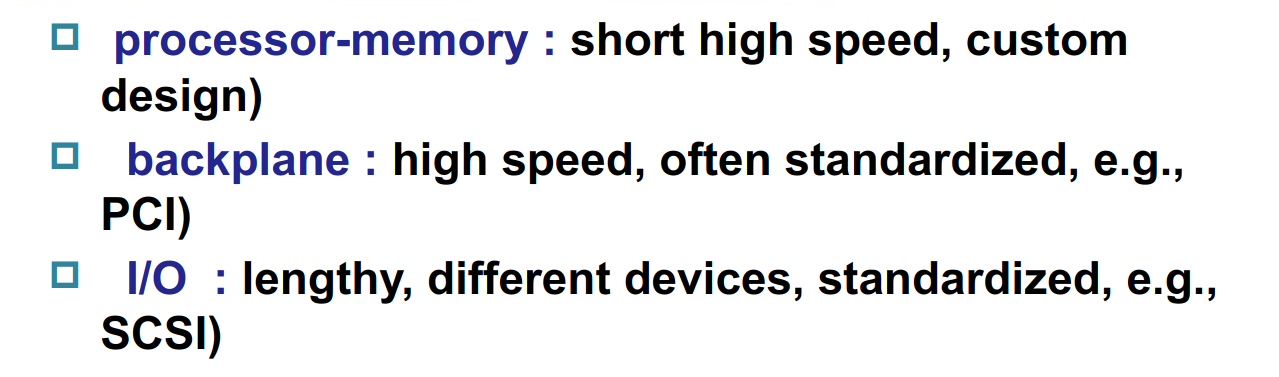 processor-memory : short high speed, custom
design)
backplane : high speed, often standardized, e.g.,
PCI)
I/O : lengthy, different devices, standardized, e.g.,
SCSI)